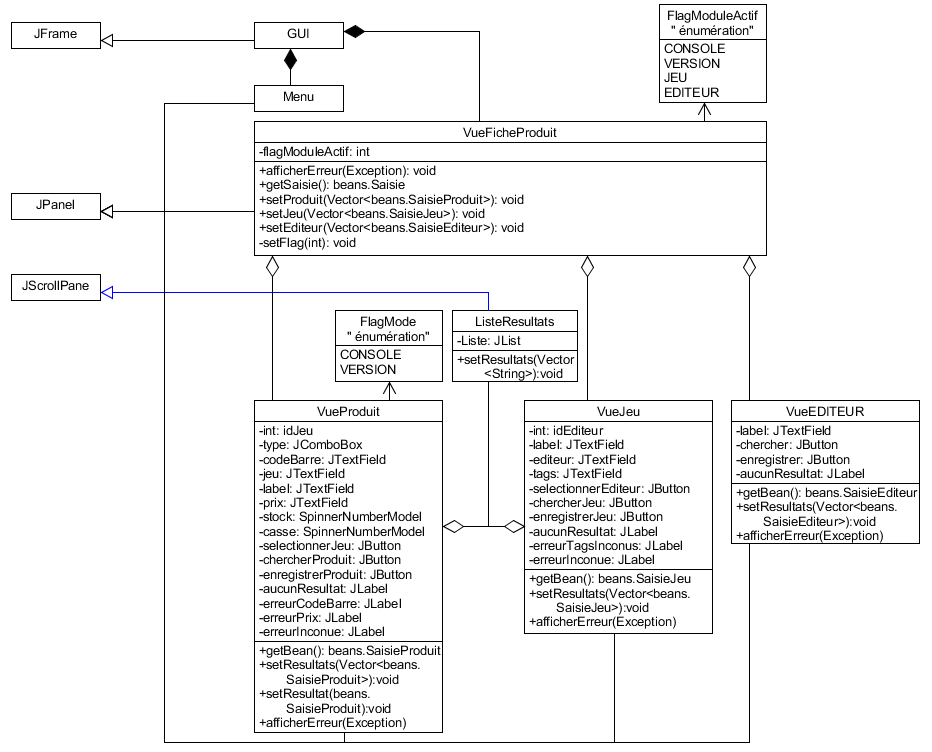 JFrame
GUI
Menu
FlagModuleActif
" énumération"
CONSOLE
VERSION
JEU
EDITEUR
VueFicheProduit
-flagModuleActif: int
+afficherErreur(Exception): void
+getSaisie(): beans.Saisie
+setProduit(Vector<beans.SaisieProduit>): void
+setJeu(Vector<beans.SaisieJeu>): void
+setEditeur(Vector<beans.SaisieEditeur>): void
-setFlag(int): void
JPanel
JScrollPane
FlagMode
" énumération"
CONSOLE
VERSION
ListeResultats
-Liste: JList
+setResultats(Vector
<String>):void
VueProduit
-int: idJeu
-type: JComboBox
-codeBarre: JTextField
-jeu: JTextField
-label: JTextField
-prix: JTextField
-stock: SpinnerNumberModel
-casse: SpinnerNumberModel
-selectionnerJeu: JButton
-chercherProduit: JButton
-enregistrerProduit: JButton
-aucunResultat: JLabel
-erreurCodeBarre: JLabel
-erreurPrix: JLabel
-erreurInconue: JLabel
+getBean(): beans.SaisieProduit
+setResultats(Vector<beans.
SaisieProduit>):void
+setResultat(beans.
SaisieProduit):void
+afficherErreur(Exception)
VueJeu
-int: idEditeur
-label: JTextField
-editeur: JTextField
-tags: JTextField
-selectionnerEditeur: JButton
-chercherJeu: JButton
-enregistrerJeu: JButton
-aucunResultat: JLabel
-erreurTagsInconus: JLabel
-erreurInconue: JLabel
+getBean(): beans.SaisieJeu
+setResultats(Vector<beans.
SaisieJeu>):void
+afficherErreur(Exception)
VueEDITEUR
-label: JTextField
-chercher: JButton
-enregistrer: JButton
-aucunResultat: JLabel
+getBean(): beans.SaisieEditeur
+setResultats(Vector<beans.
SaisieEditeur>):void
+afficherErreur(Exception)